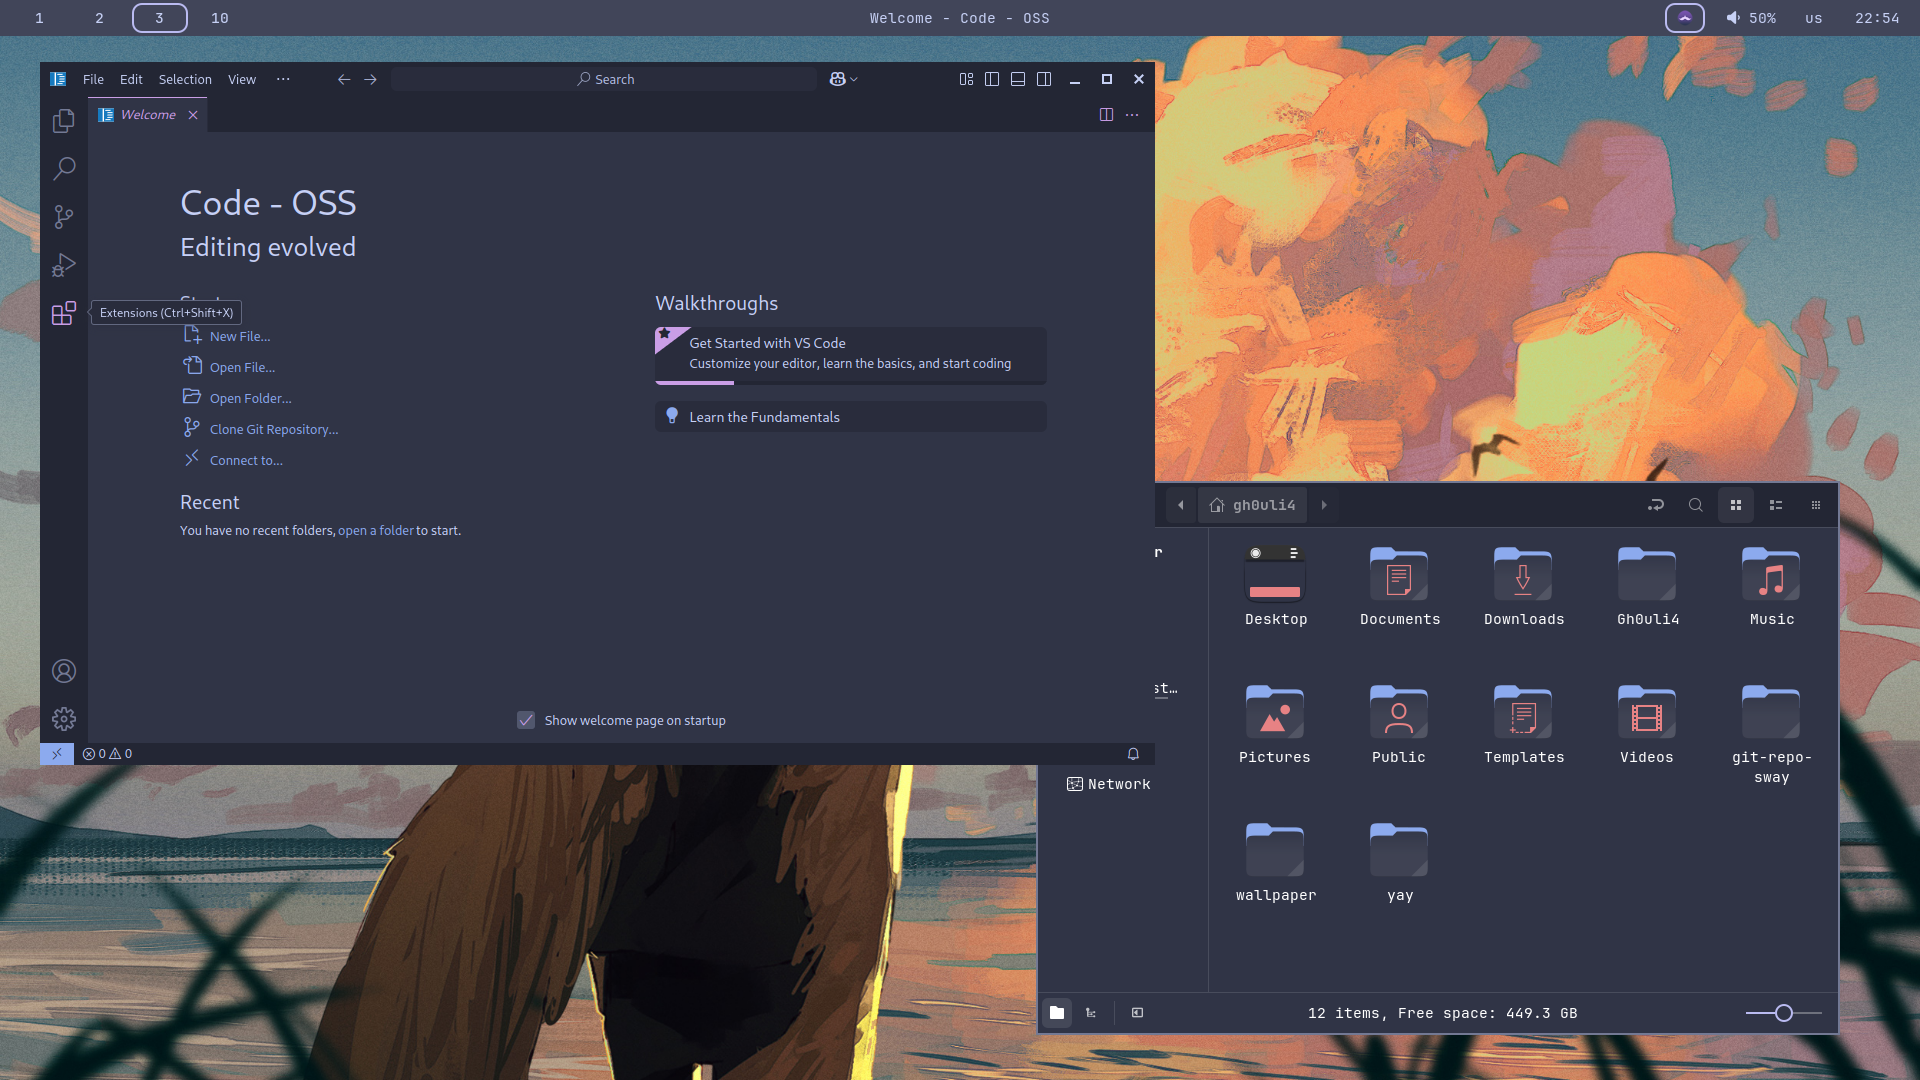 1 2 3 10
Welcome - Code - OSS
50% us 22:54
File Edit Selection View ···
Search
Welcome
Code - OSS
Editing evolved
Extensions (Ctrl+Shift+X)
New File...
Open File...
Open Folder...
Clone Git Repository...
Connect to...
Recent
You have no recent folders, open a folder to start.
Walkthroughs
Get Started with VS Code
Customize your editor, learn the basics, and start coding
Learn the Fundamentals
Show welcome page on startup
0 0
gh0uli4
r
st…
Network
Desktop Documents Downloads Gh0uli4 Music
Pictures Public Templates Videos git-repo-
sway
wallpaper yay
12 items, Free space: 449.3 GB